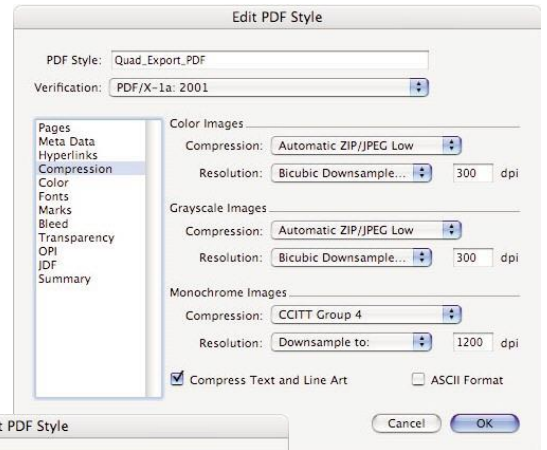 Edit PDF Style
PDF Style: Quad_Export_PDF
Verification: PDF/X-1a: 2001
Pages
Meta Data
Hyperlinks
Compression
Color
Fonts
Marks
Bleed
Transparency
OPI
JDF
Summary
Color Images
Compression: Automatic ZIP/JPEG Low
Resolution: Bicubic Downsample... 300 dpi
Grayscale Images
Compression: Automatic ZIP/JPEG Low
Resolution: Bicubic Downsample... 300 dpi
Monochrome Images
Compression: CCITT Group 4
Resolution: Downsample to: 1200 dpi
Compress Text and Line Art ASCII Format
Cancel OK
PDF Style